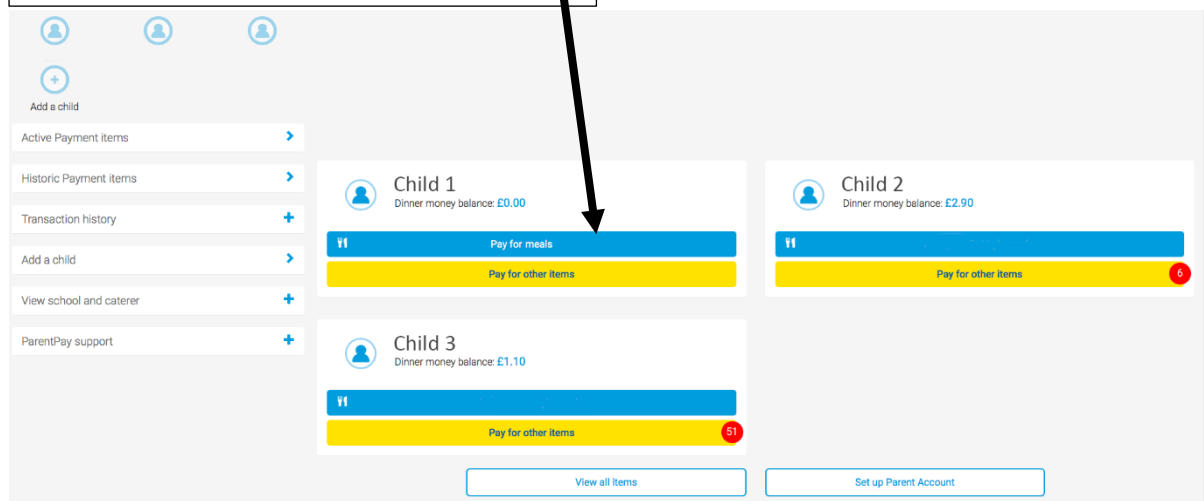 Add a child
Active Payment items
Historic Payment items
Transaction history
Add a child
View school and caterer
ParentPay support
Child 1
Dinner money balance: £0.00
Pay for meals
Pay for other items
Child 2
Dinner money balance: £2.90
Pay for other items
6
Child 3
Dinner money balance: £1.10
Pay for other items
51
View all items
Set up Parent Account